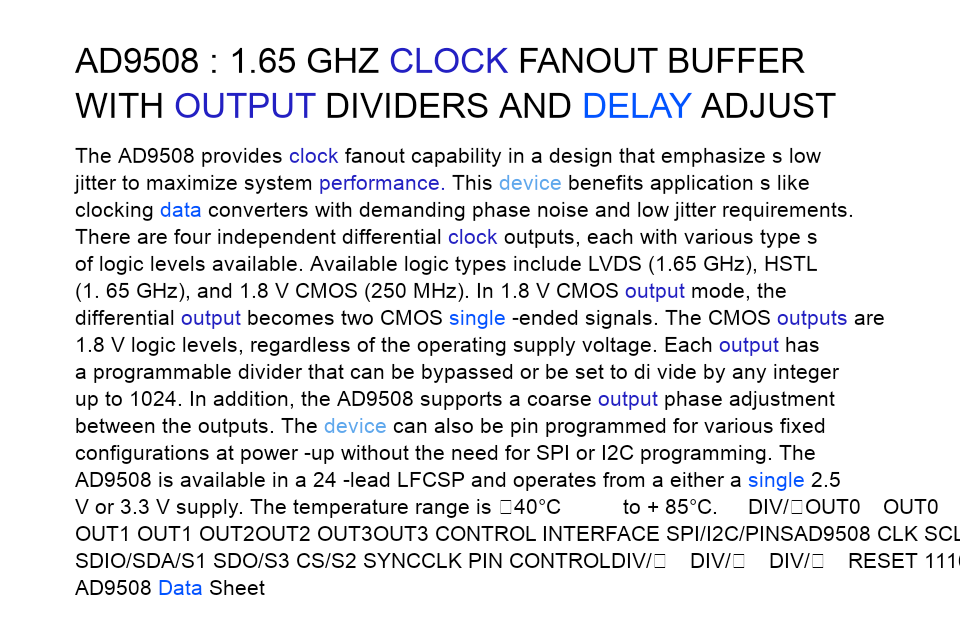 AD9508 : 1.65 GHZ CLOCK FANOUT BUFFER
WITH OUTPUT DIVIDERS AND DELAY ADJUST
The AD9508 provides clock fanout capability in a design that emphasize s low
jitter to maximize system performance. This device benefits application s like
clocking data converters with demanding phase noise and low jitter requirements.
There are four independent differential clock outputs, each with various type s
of logic levels available. Available logic types include LVDS (1.65 GHz), HSTL
(1. 65 GHz), and 1.8 V CMOS (250 MHz). In 1.8 V CMOS output mode, the
differential output becomes two CMOS single -ended signals. The CMOS outputs are
1.8 V logic levels, regardless of the operating supply voltage. Each output has
a programmable divider that can be bypassed or be set to di vide by any integer
up to 1024. In addition, the AD9508 supports a coarse output phase adjustment
between the outputs. The device can also be pin programmed for various fixed
configurations at power -up without the need for SPI or I2C programming. The
AD9508 is available in a 24 -lead LFCSP and operates from a either a single 2.5
V or 3.3 V supply. The temperature range is 40°C to + 85°C. DIV/OUT0 OUT0
OUT1 OUT1 OUT2OUT2 OUT3OUT3 CONTROL INTERFACE SPI/I2C/PINSAD9508 CLK
SDIO/SDA/S1 SDO/S3 CS/S2 SYNCCLK PIN CONTROLDIV/ DIV/ DIV/ RESET
AD9508 Data Sheet